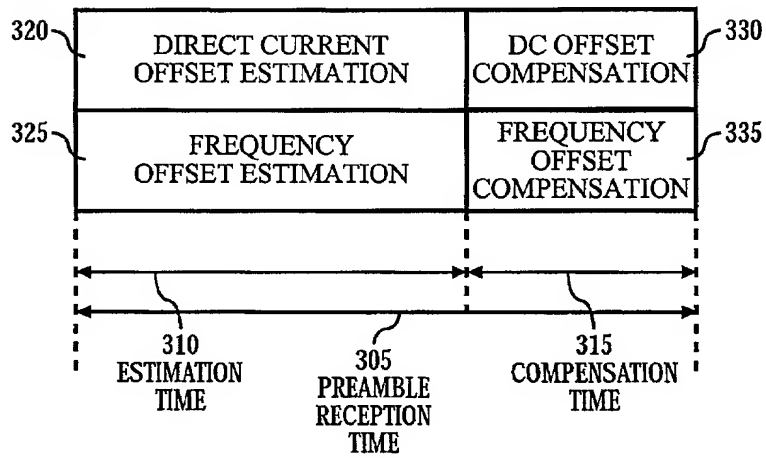 320
DIRECT CURRENT
OFFSET ESTIMATION
DC OFFSET
COMPENSATION
330
325
FREQUENCY
OFFSET ESTIMATION
FREQUENCY
OFFSET
COMPENSATION
335
310
ESTIMATION
TIME
305
PREAMBLE
RECEPTION
TIME
315
COMPENSATION
TIME